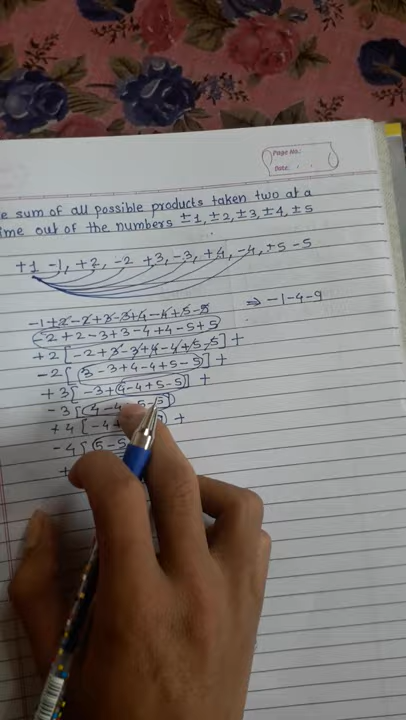 Page No.:
Date:
e sum of all possible products taken two at a
ime out of the numbers ±1, ±2, ±3, ±4, ±5
+1 -1, +2, -2 +3, -3, +4, -4, +5 -5
-1+2-2+3-3+4-4+5-5 ⇒ -1-4-9
-2+2-3+3-4+4-5+5
+2[-2+3-3+4-4+5-5]+
-2[3-3+4-4+5-5]+
+3[-3+4-4+5-5]+
-3[4-4 5-5]
+4[-4+ ]+
-4[5-5
+